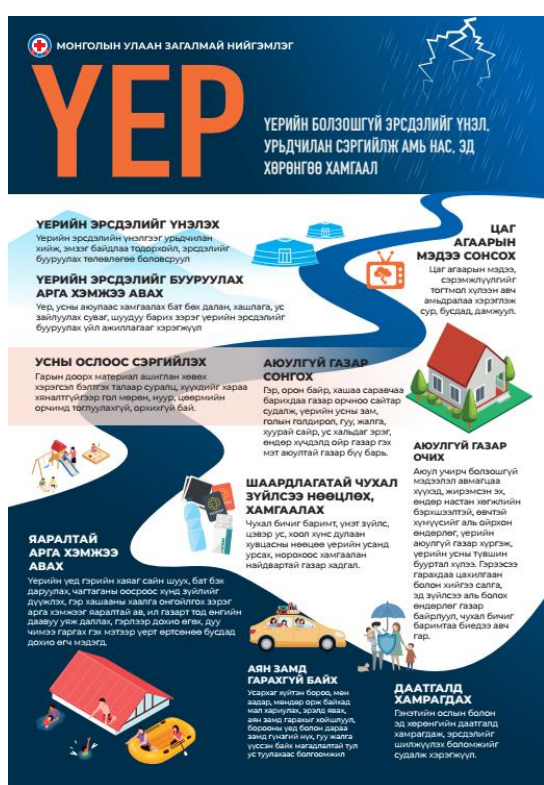 МОНГОЛЫН УЛААН ЗАГАЛМАЙ НИЙГЭМЛЭГ
ҮЕР
ҮЕРИЙН БОЛЗОШГҮЙ ЭРСДЭЛИЙГ ҮНЭЛ,
УРЬДЧИЛАН СЭРГИЙЛЖ АМЬ НАС, ЭД
ХӨРӨНГӨӨ ХАМГААЛ
ҮЕРИЙН ЭРСДЭЛИЙГ ҮНЭЛЭХ
Үерийн эрсдэлийн үнэлгээг урьдчилан
хийж, эмзэг байдлаа тодорхойл, эрсдэлийг
бууруулах төлөвлөгөө боловсруул
ҮЕРИЙН ЭРСДЭЛИЙГ БУУРУУЛАХ
АРГА ХЭМЖЭЭ АВАХ
Үер, усны аюулаас хамгаалах бат бөх далан, хашлага, ус
зайлуулах суваг, шуудуу барих зэрэг үерийн эрсдэлийг
бууруулах үйл ажиллагааг хэрэгжүүл
ЦАГ
АГААРЫН
МЭДЭЭ СОНСОХ
Цаг агаарын мэдээ,
сэрэмжлүүлгийг
тогтмол хүлээн авч
амьдралаа хэрэглэж
сур, бусдад, дамжуул.
УСНЫ ОСЛООС СЭРГИЙЛЭХ
Гарын доорх материал ашиглан хөвөх
хэрэгсэл бэлтгэх талаар суралц, хүүхдийг хараа
хяналтгүйгээр гол мөрөн, нуур, цөөрмийн
орчимд тоглуулахгүй, орхихгүй бай.
АЮУЛГҮЙ ГАЗАР
СОНГОХ
Гэр, орон байр, хашаа саравчаа
барихдаа газар орчноо сайтар
судалж, үерийн усны зам,
голын голдирол, гуу, жалга,
хуурай сайр, ус хальдаг эрэг,
өндөр хүчдэлд ойр газар гэх
мэт аюултай газар бүү барь.
АЮУЛГҮЙ ГАЗАР
ОЧИХ
Аюул учирч болзошгүй
мэдээлэл авмагцаа
хүүхэд, жирэмсэн эх,
өндөр настан хөгжлийн
бэрхшээлтэй, өвчтэй
хүмүүсийг аль ойрхон
өндөрлөг, үерийн
аюулгүй газар хүргэж,
үерийн усны түвшин
бууртал хүлээ. Гэрээсээ
гарахдаа цахилгаан
болон хийгээ салга,
эд зүйлсээ аль болох
өндөрлөг газар
байрлуул, чухал бичиг
баримтаа биедээ авч
гар.
ШААРДЛАГАТАЙ ЧУХАЛ
ЗҮЙЛСЭЭ НӨӨЦЛӨХ,
ХАМГААЛАХ
Чухал бичиг баримт, үнэт зүйлс,
цэвэр ус, хоол хүнс дулаан
хувцасны нөөцөө үерийн усанд
урсах, норохоос хамгаалан
найдвартай газар хадгал.
ЯАРАЛТАЙ
АРГА ХЭМЖЭЭ
АВАХ
Үерийн үед гэрийн хаяаг сайн шуух, бат бэх
даруулах, чагтаганы оосроос хүнд зүйлийг
дүүжлэх, гэр хашааны хаалга онгойлгох зэрэг
арга хэмжээг яаралтай ав, ил газарт тод өнгийн
даавуу уяж даллах, гэрлээр дохио өгөх, дуу
чимээ гаргах гэх мэтээр үерт өртсөнөө бусдад
дохио өгч мэдэгд.
АЯН ЗАМД
ГАРАХГҮЙ БАЙХ
Усархаг хүйтэн бороо, мөн
аадар, мөндөр орж байхад
мал хариулах, эрэлд явах,
аян замд гарахыг хойшлуул,
борооны үед болон дараа
замд гүнзгий нүх, гуу жалга
үүссэн байх магадлалтай тул
ус туулахаас болгоомжил
ДААТГАЛД
ХАМРАГДАХ
Гэнэтийн ослын болон
эд хөрөнгийн даатгалд
хамрагдаж, эрсдэлийг
шилжүүлэх боломжийг
судалж хэрэгжүүл.